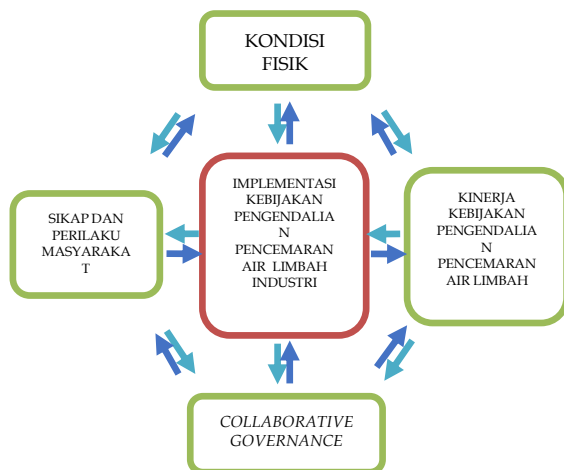 KONDISI
FISIK
IMPLEMENTASI
KEBIJAKAN
PENGENDALIA
N
PENCEMARAN
AIR LIMBAH
INDUSTRI
SIKAP DAN
PERILAKU
MASYARAKA
T
KINERJA
KEBIJAKAN
PENGENDALIA
N
PENCEMARAN
AIR LIMBAH
COLLABORATIVE
GOVERNANCE